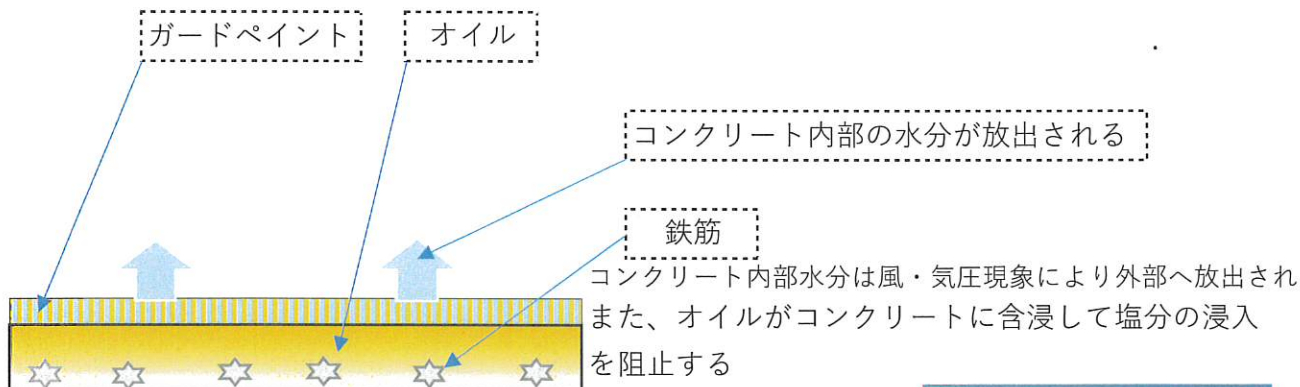 ガードペイント
オイル
コンクリート内部の水分が放出される
鉄筋
コンクリート内部水分は風・気圧現象により外部へ放出され
また、オイルがコンクリートに含浸して塩分の浸入
を阻止する